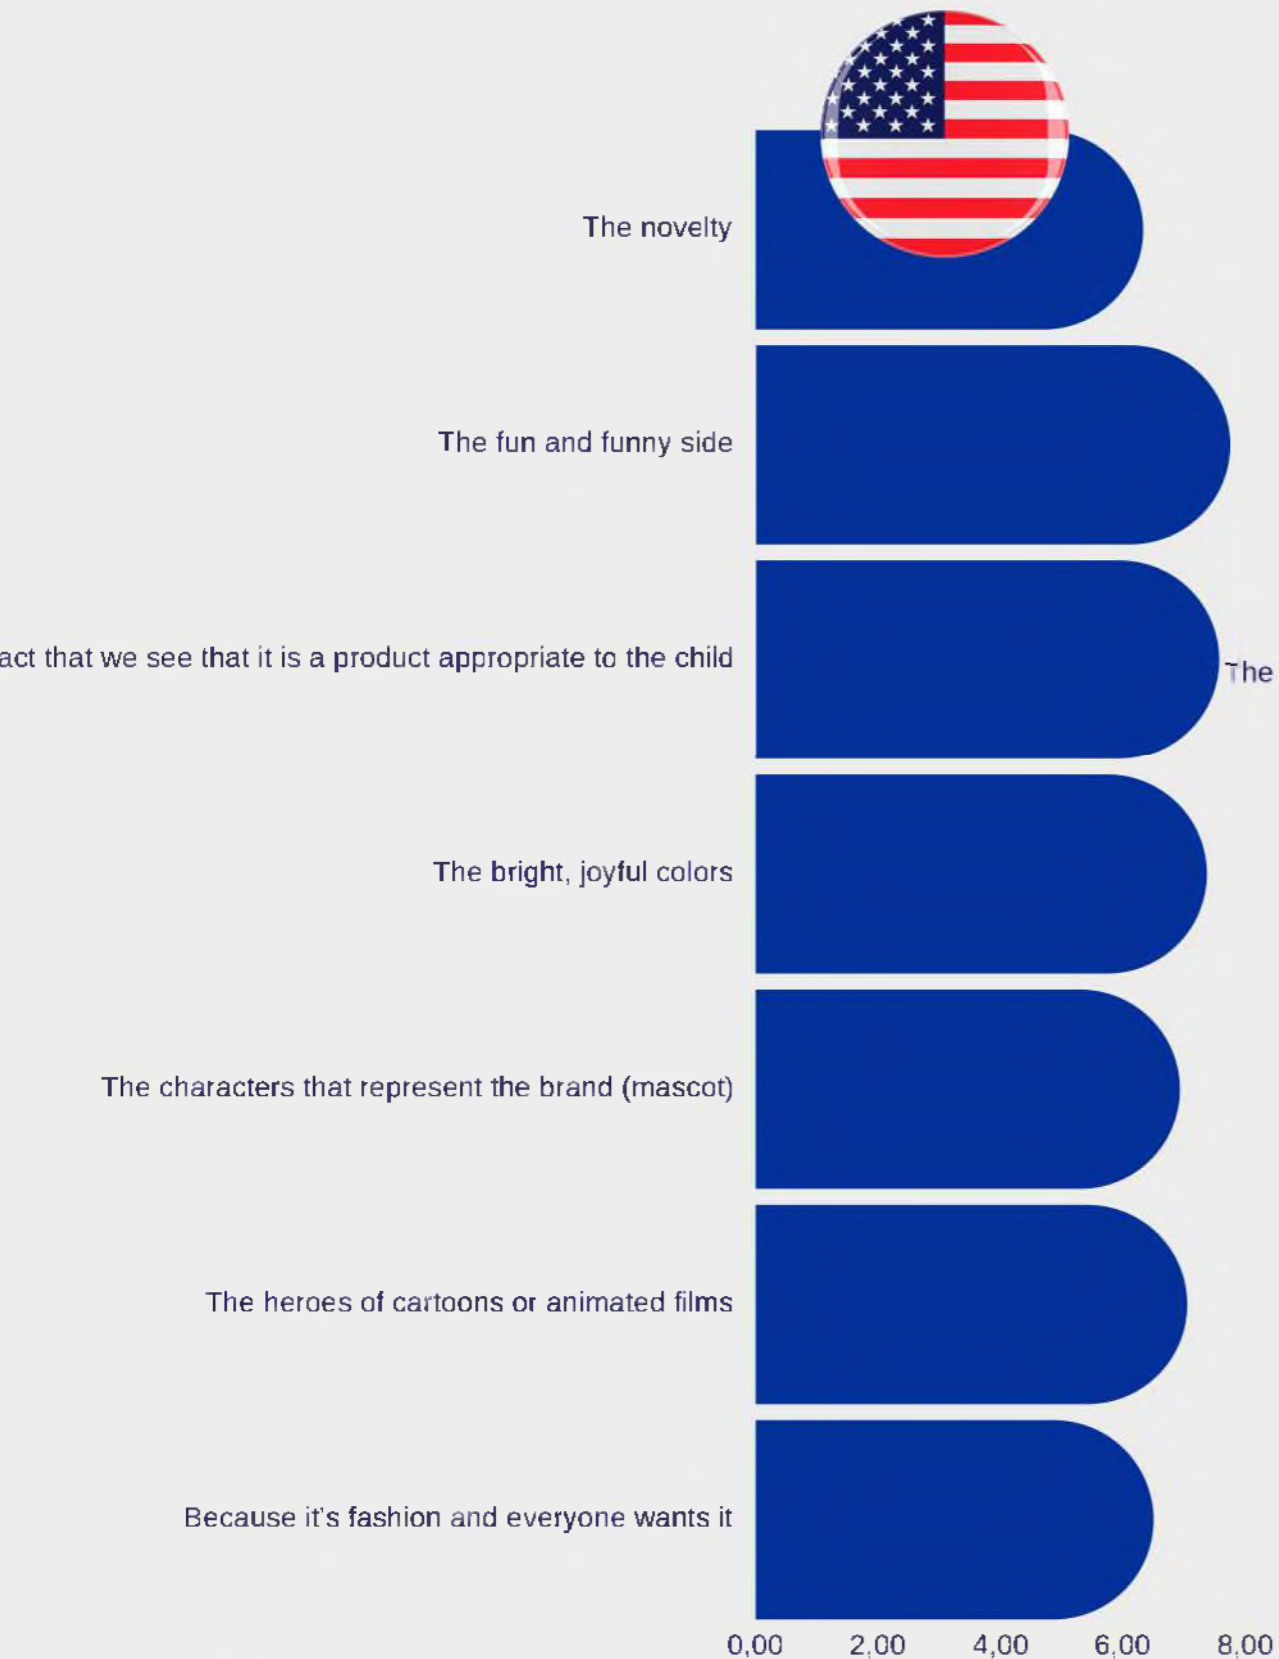 The novelty
The fun and funny side
act that we see that it is a product appropriate to the child
The
The bright, joyful colors
The characters that represent the brand (mascot)
The heroes of cartoons or animated films
Because it's fashion and everyone wants it
0,00 2,00 4,00 6,00 8,00